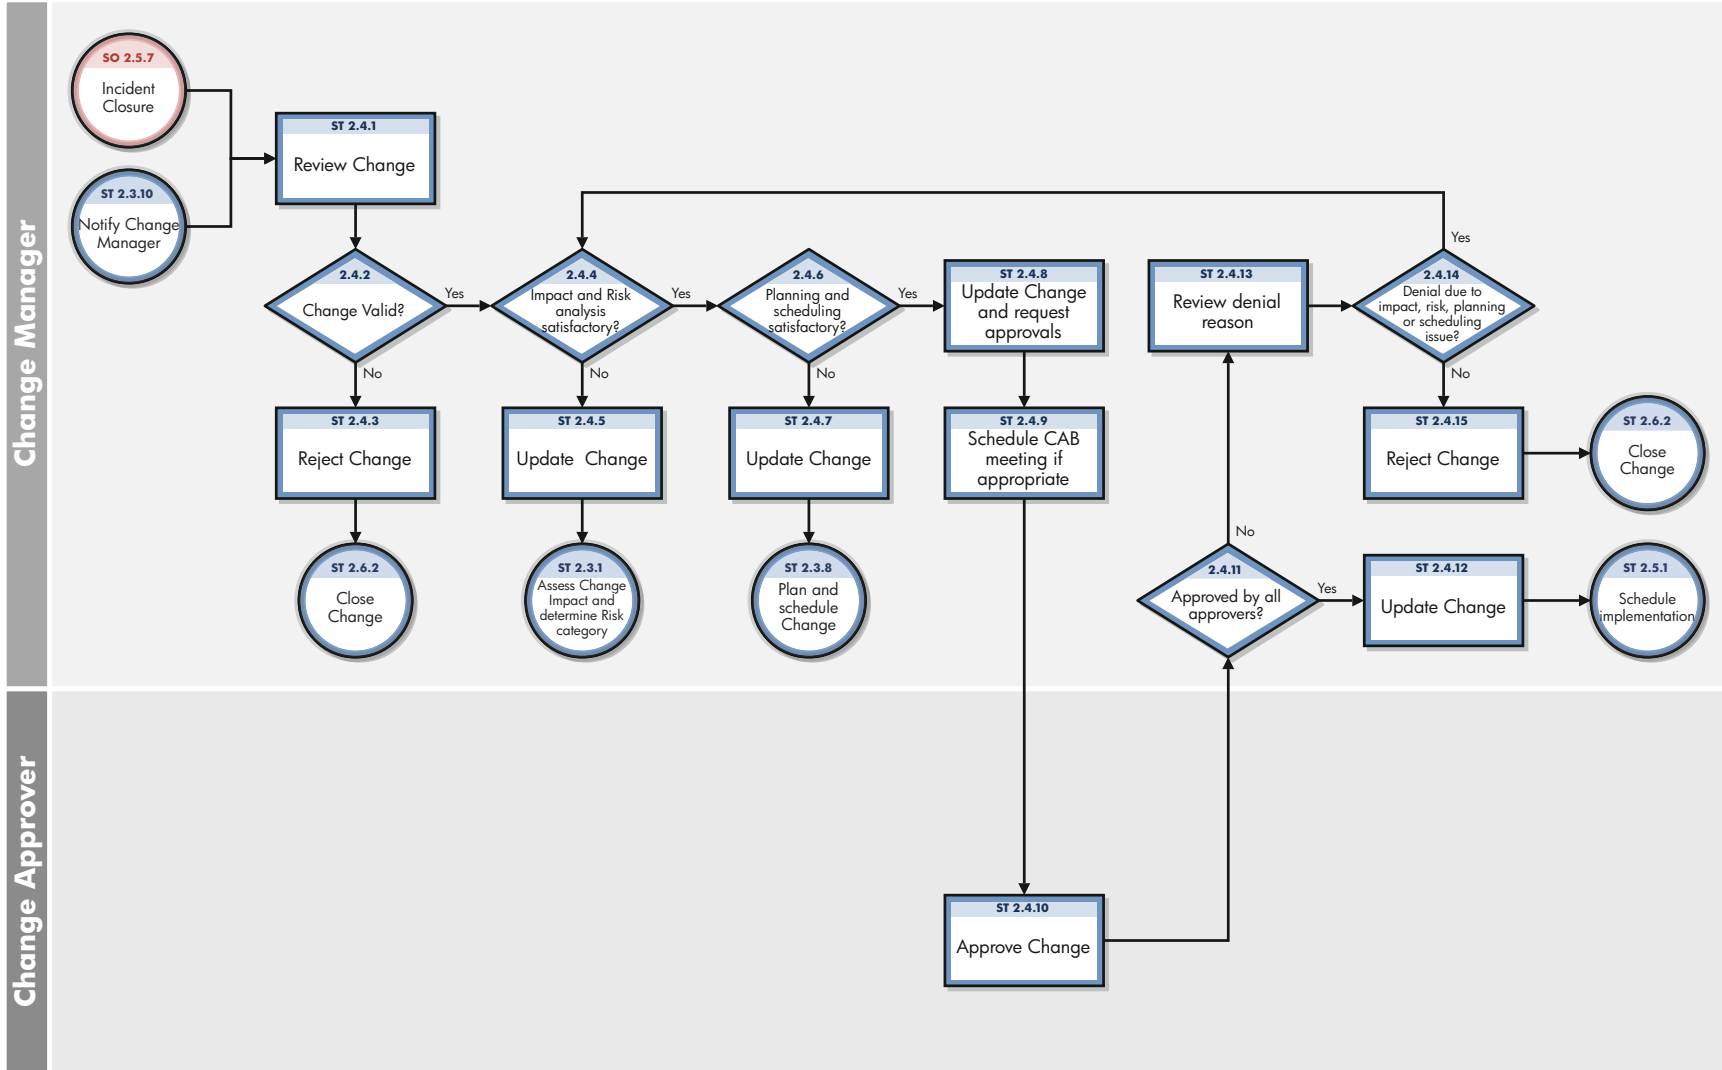 Change Manager
SO 2.5.7
Incident
Closure
ST 2.3.10
Notify Change
Manager
ST 2.4.1
Review Change
2.4.2
Change Valid?
Yes
No
ST 2.4.3
Reject Change
ST 2.6.2
Close
Change
2.4.4
Impact and Risk
analysis
satisfactory?
Yes
No
ST 2.4.5
Update  Change
ST 2.3.1
Assess Change
Impact and
determine Risk
category
2.4.6
Planning and
scheduling
satisfactory?
Yes
No
ST 2.4.7
Update Change
ST 2.3.8
Plan and
schedule
Change
ST 2.4.8
Update Change
and request
approvals
ST 2.4.9
Schedule CAB
meeting if
appropriate
ST 2.4.13
Review denial
reason
2.4.14
Denial due to
impact, risk, planning
or scheduling
issue?
Yes
No
ST 2.4.15
Reject Change
ST 2.6.2
Close
Change
No
2.4.11
Approved by all
approvers?
Yes
ST 2.4.12
Update Change
ST 2.5.1
Schedule
implementation
Change Approver
ST 2.4.10
Approve Change